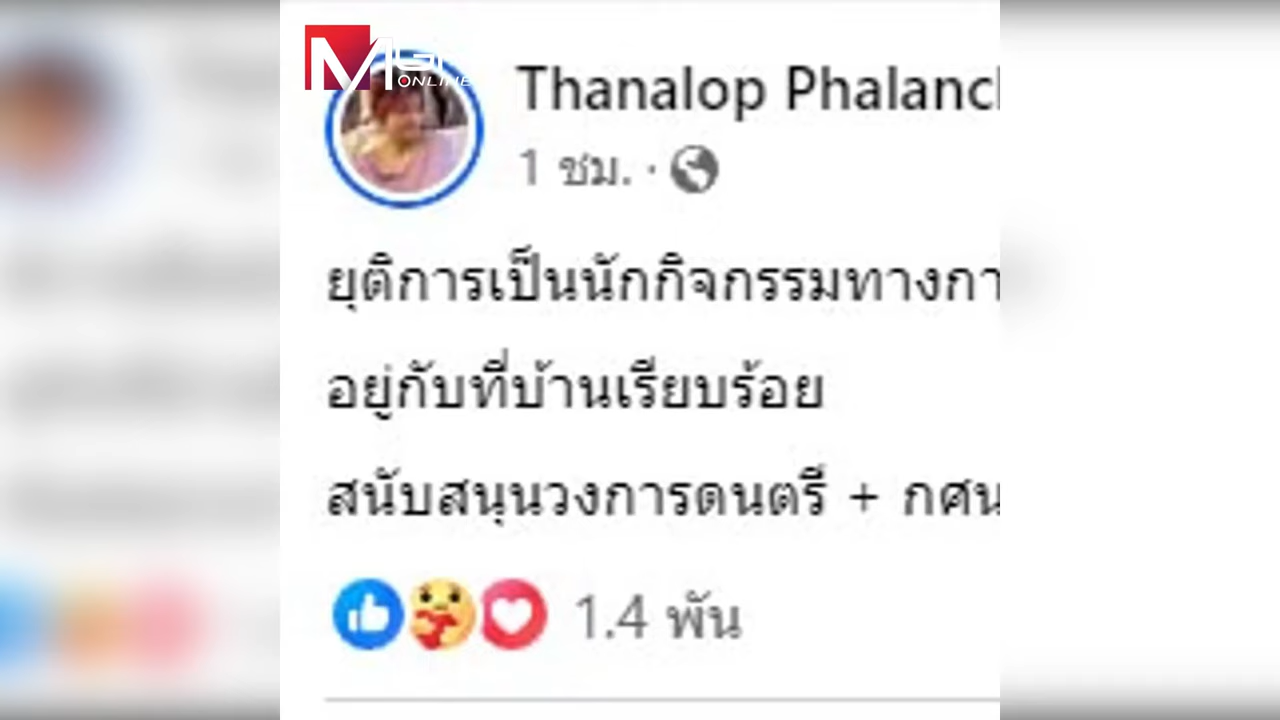 MGR
ONLINE
Thanalop Phalanc
1 ชม. ·
ยุติการเป็นนักกิจกรรมทางกา
อยู่กับที่บ้านเรียบร้อย
สนับสนุนวงการดนตรี + กศน
1.4 พัน